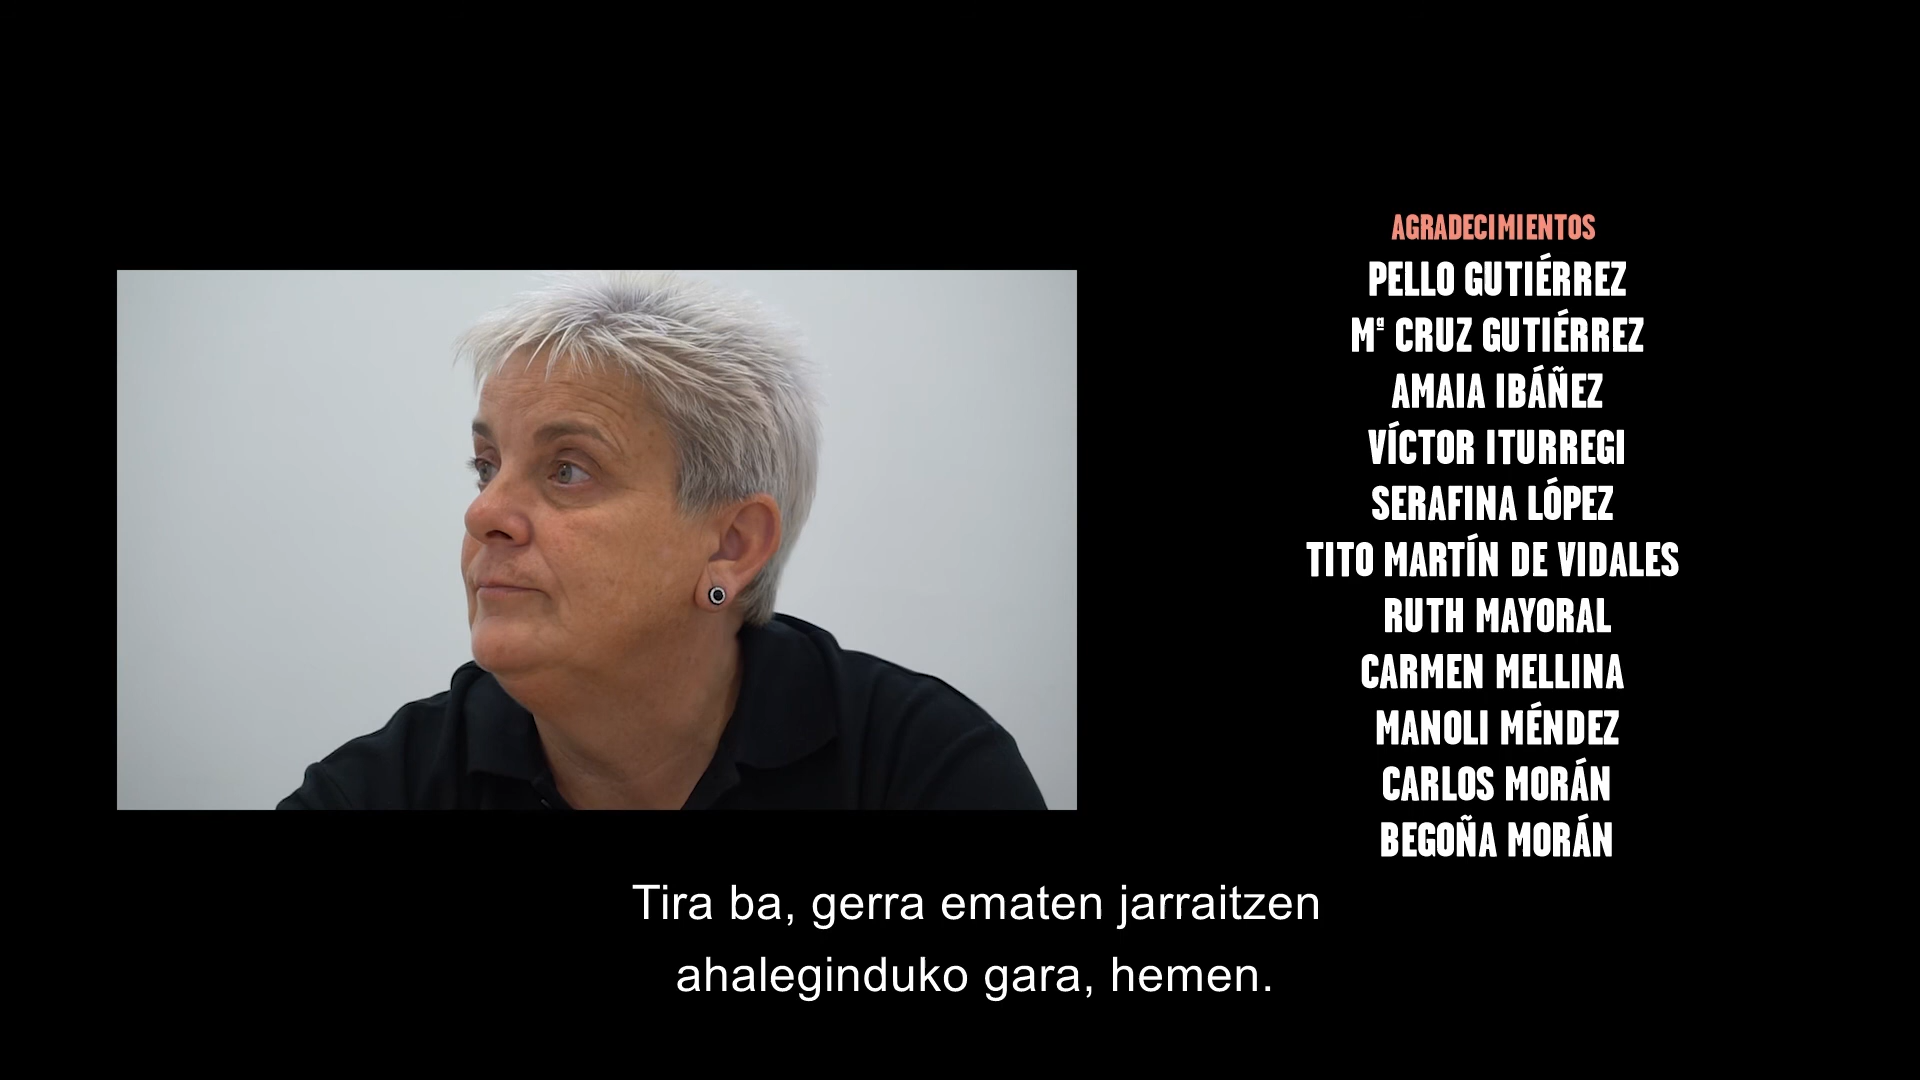 AGRADECIMIENTOS
PELLO GUTIÉRREZ
Mª CRUZ GUTIÉRREZ
AMAIA IBÁÑEZ
VÍCTOR ITURREGI
SERAFINA LÓPEZ
TITO MARTÍN DE VIDALES
RUTH MAYORAL
CARMEN MELLINA
MANOLI MÉNDEZ
CARLOS MORÁN
BEGOÑA MORÁN
Tira ba, gerra ematen jarraitzen
ahaleginduko gara, hemen.